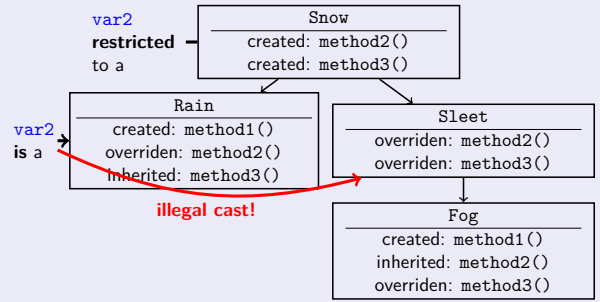 var2
restricted
to a
Snow
created: method2()
created: method3()
var2
is a
Rain
created: method1()
overriden: method2()
inherited: method3()
Sleet
overriden: method2()
overriden: method3()
illegal cast!
Fog
created: method1()
inherited: method2()
overriden: method3()